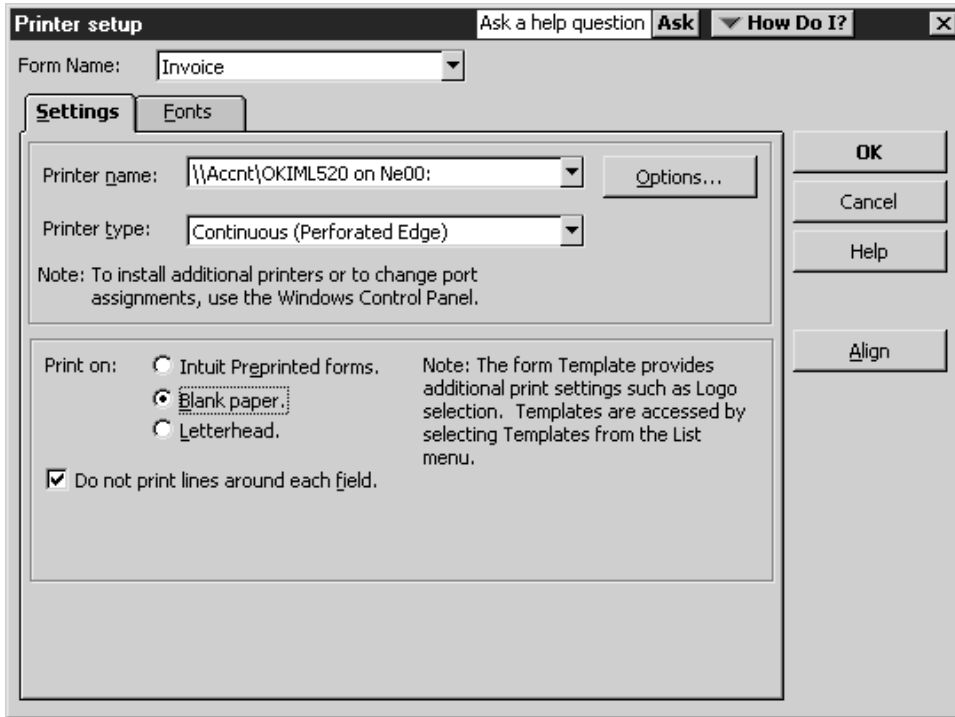 Printer setup
Ask a help question Ask How Do I?
Form Name: Invoice
Settings Fonts
Printer name: \\Accnt\OKIML520 on Ne00: Options...
Printer type: Continuous (Perforated Edge)
Note: To install additional printers or to change port
assignments, use the Windows Control Panel.
OK
Cancel
Help
Align
Print on: Intuit Preprinted forms.
Blank paper.
Letterhead.
Note: The form Template provides
additional print settings such as Logo
selection. Templates are accessed by
selecting Templates from the List
menu.
Do not print lines around each field.